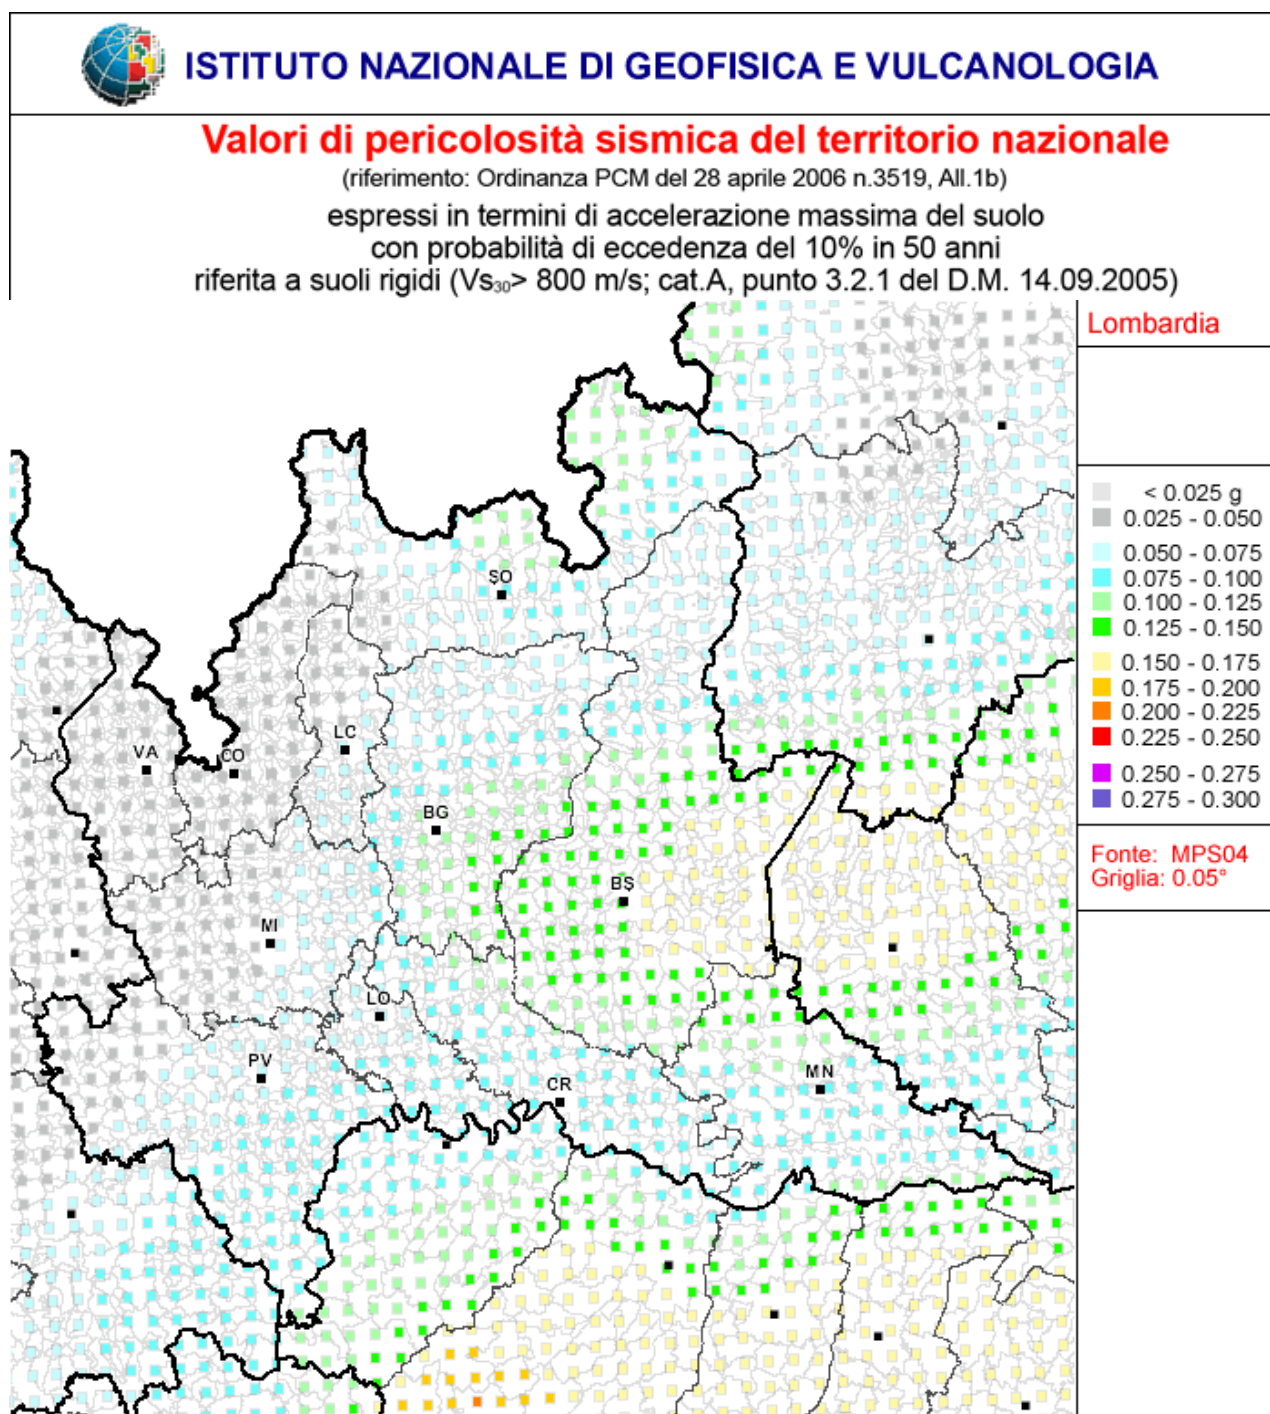 ISTITUTO NAZIONALE DI GEOFISICA E VULCANOLOGIA
Valori di pericolosità sismica del territorio nazionale
(riferimento: Ordinanza PCM del 28 aprile 2006 n.3519, All.1b)
espressi in termini di accelerazione massima del suolo
con probabilità di eccedenza del 10% in 50 anni
riferita a suoli rigidi (Vs30> 800 m/s; cat.A, punto 3.2.1 del D.M. 14.09.2005)
Lombardia
< 0.025 g
0.025 - 0.050
0.050 - 0.075
0.075 - 0.100
0.100 - 0.125
0.125 - 0.150
0.150 - 0.175
0.175 - 0.200
0.200 - 0.225
0.225 - 0.250
0.250 - 0.275
0.275 - 0.300
Fonte: MPS04
Griglia: 0.05°
SO
LC
VA
CO
BG
BS
MI
LO
PV
MN
CR